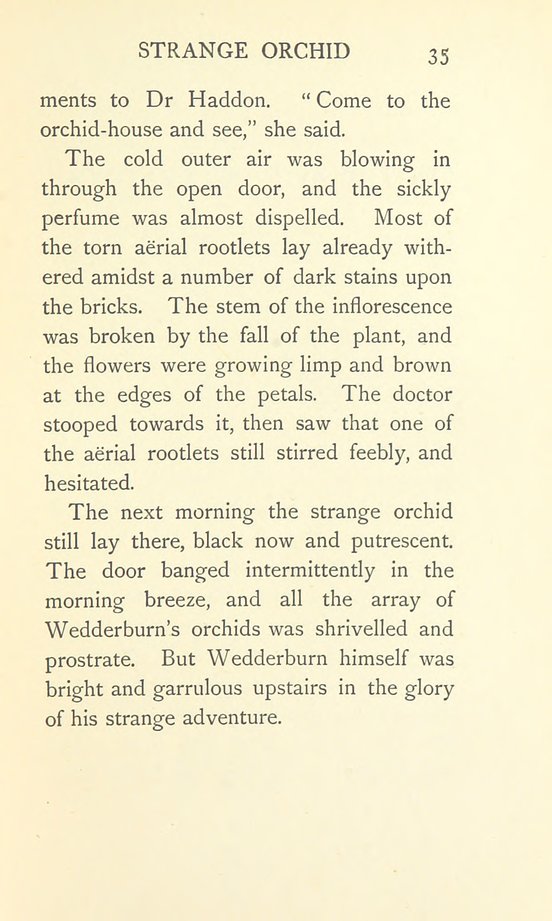 STRANGE ORCHID 35
ments to Dr Haddon. “Come to the
orchid-house and see,” she said.
The cold outer air was blowing in
through the open door, and the sickly
perfume was almost dispelled. Most of
the torn aërial rootlets lay already with-
ered amidst a number of dark stains upon
the bricks. The stem of the inflorescence
was broken by the fall of the plant, and
the flowers were growing limp and brown
at the edges of the petals. The doctor
stooped towards it, then saw that one of
the aërial rootlets still stirred feebly, and
hesitated.
The next morning the strange orchid
still lay there, black now and putrescent.
The door banged intermittently in the
morning breeze, and all the array of
Wedderburn’s orchids was shrivelled and
prostrate. But Wedderburn himself was
bright and garrulous upstairs in the glory
of his strange adventure.